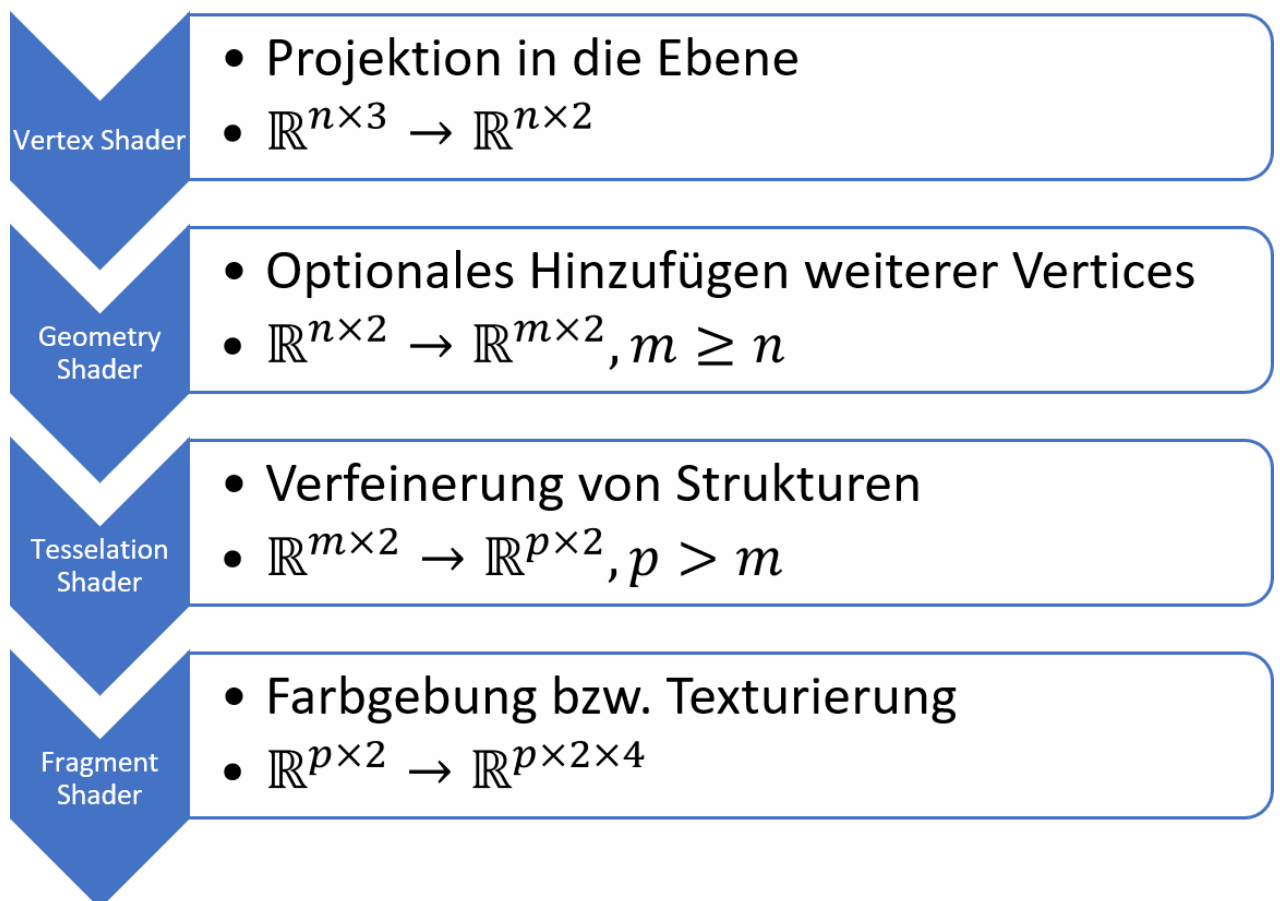 Vertex Shader
• Projektion in die Ebene
• ℝ^{n×3} → ℝ^{n×2}
Geometry
Shader
• Optionales Hinzufügen weiterer Vertices
• ℝ^{n×2} → ℝ^{m×2}, m ≥ n
Tesselation
Shader
• Verfeinerung von Strukturen
• ℝ^{m×2} → ℝ^{p×2}, p > m
Fragment
Shader
• Farbgebung bzw. Texturierung
• ℝ^{p×2} → ℝ^{p×2×4}